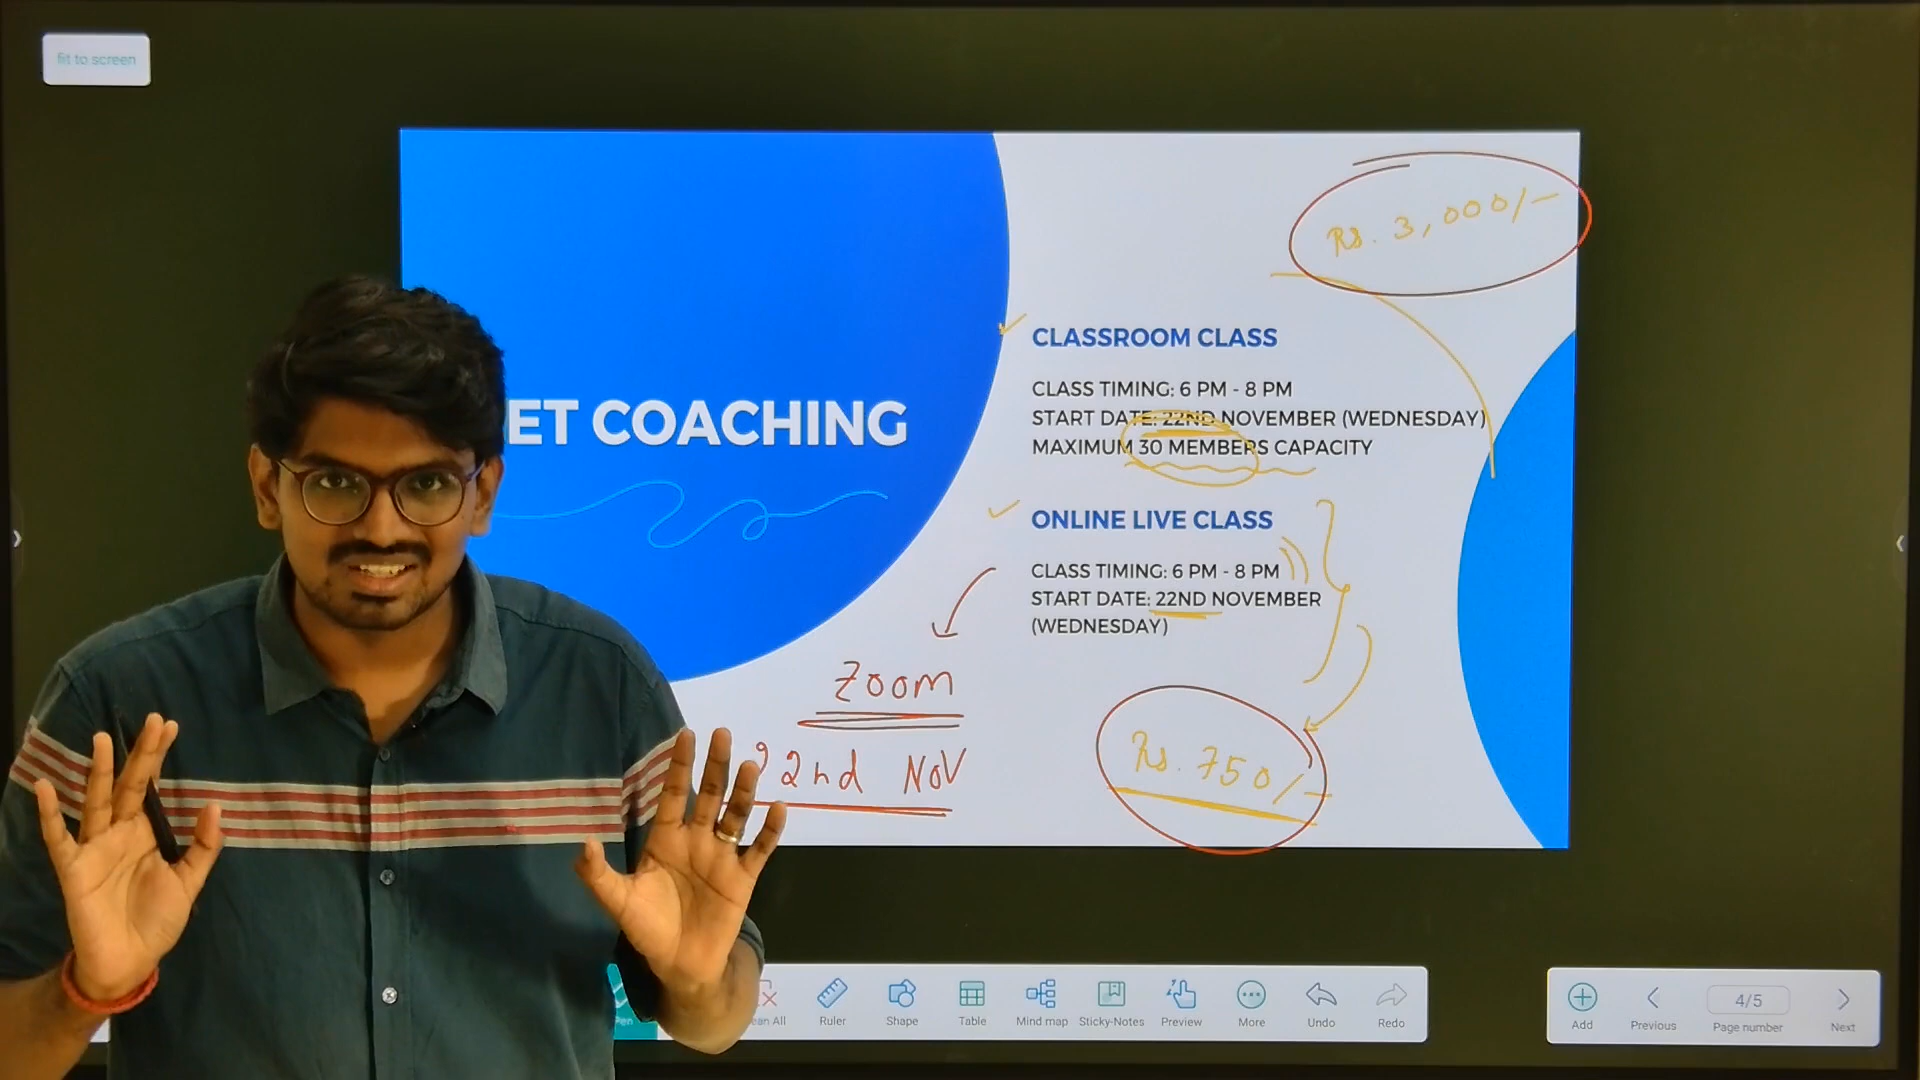 fit to screen
Rs. 3,000/-
CLASSROOM CLASS
CLASS TIMING: 6 PM - 8 PM
START DATE: 22ND NOVEMBER (WEDNESDAY)
MAXIMUM 30 MEMBERS CAPACITY
ET COACHING
ONLINE LIVE CLASS
CLASS TIMING: 6 PM - 8 PM
START DATE: 22ND NOVEMBER
(WEDNESDAY)
Zoom
22nd NOV
Rs. 750/-
Pen
ean All
Ruler
Shape
Table
Mind map
Sticky-Notes
Preview
More
Undo
Redo
Add
Previous
4/5
Page number
Next